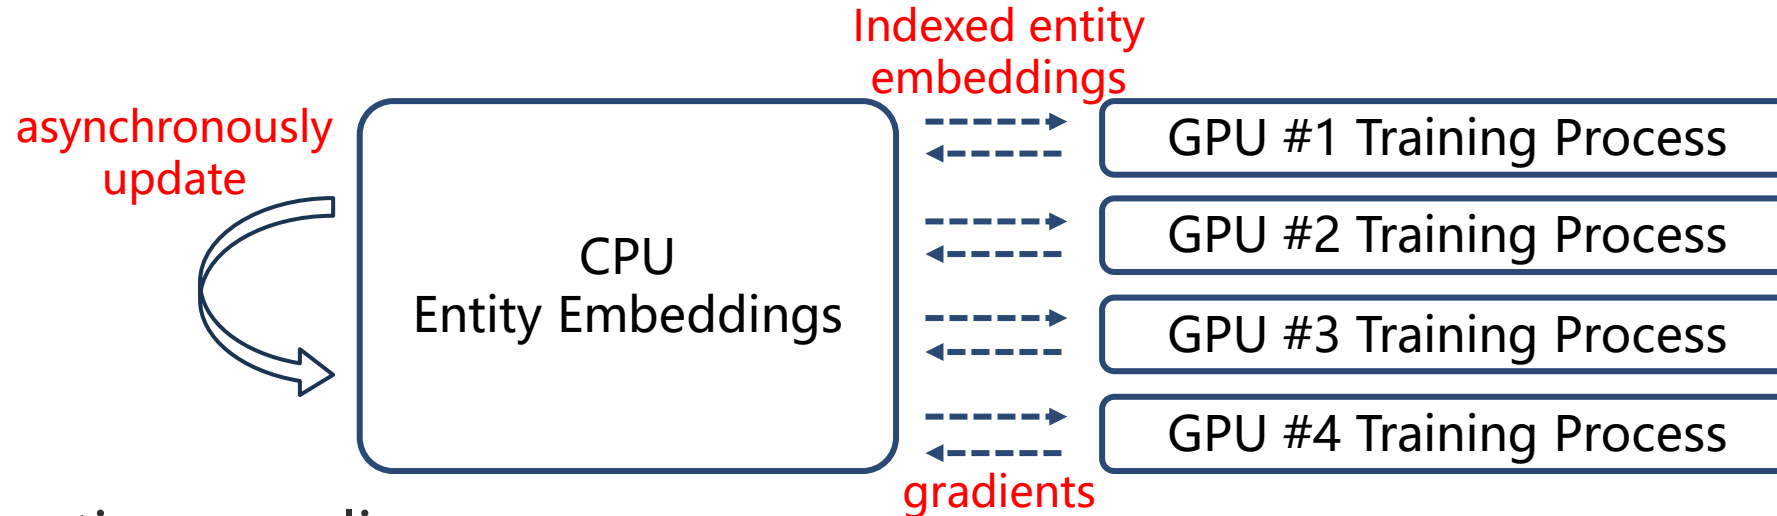 Indexed entity
embeddings
asynchronously
update
CPU
Entity Embeddings
GPU #1 Training Process
GPU #2 Training Process
GPU #3 Training Process
GPU #4 Training Process
gradients